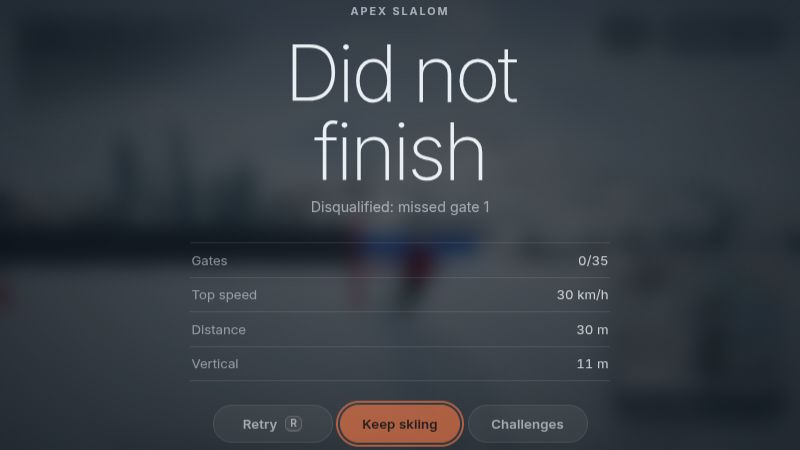 APEX SLALOM
Did not
finish
Disqualified: missed gate 1
Gates 0/35
Top speed 30 km/h
Distance 30 m
Vertical 11 m
Retry R Keep skiing Challenges